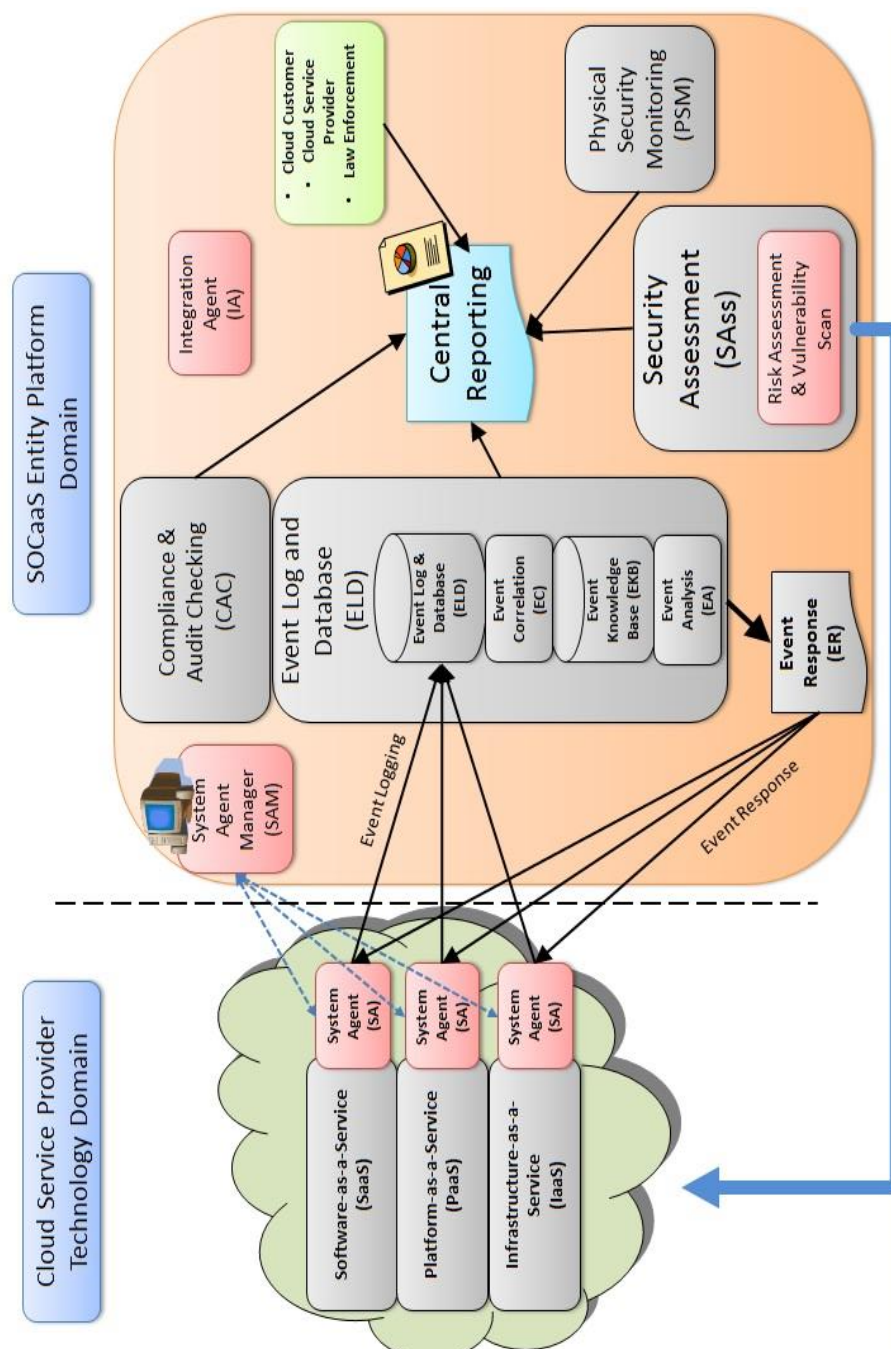 Cloud Service Provider
Technology Domain
SOCaaS Entity Platform
Domain
Software-as-a-Service
(SaaS)
System
Agent
(SA)
Platform-as-a-Service
(PaaS)
System
Agent
(SA)
Infrastructure-as-a-
Service
(IaaS)
System
Agent
(SA)
System
Agent
Manager
(SAM)
Event Logging
Event Response
Compliance &
Audit Checking
(CAC)
Event Log and
Database
(ELD)
Event Log &
Database
(ELD)
Event
Correlation
(EC)
Event
Knowledge
Base (EKB)
Event
Analysis
(EA)
Event
Response
(ER)
Integration
Agent
(IA)
• Cloud Customer
• Cloud Service
Provider
• Law Enforcement
Central
Reporting
Physical
Security
Monitoring
(PSM)
Security
Assessment
(SAss)
Risk Assessment
& Vulnerability
Scan